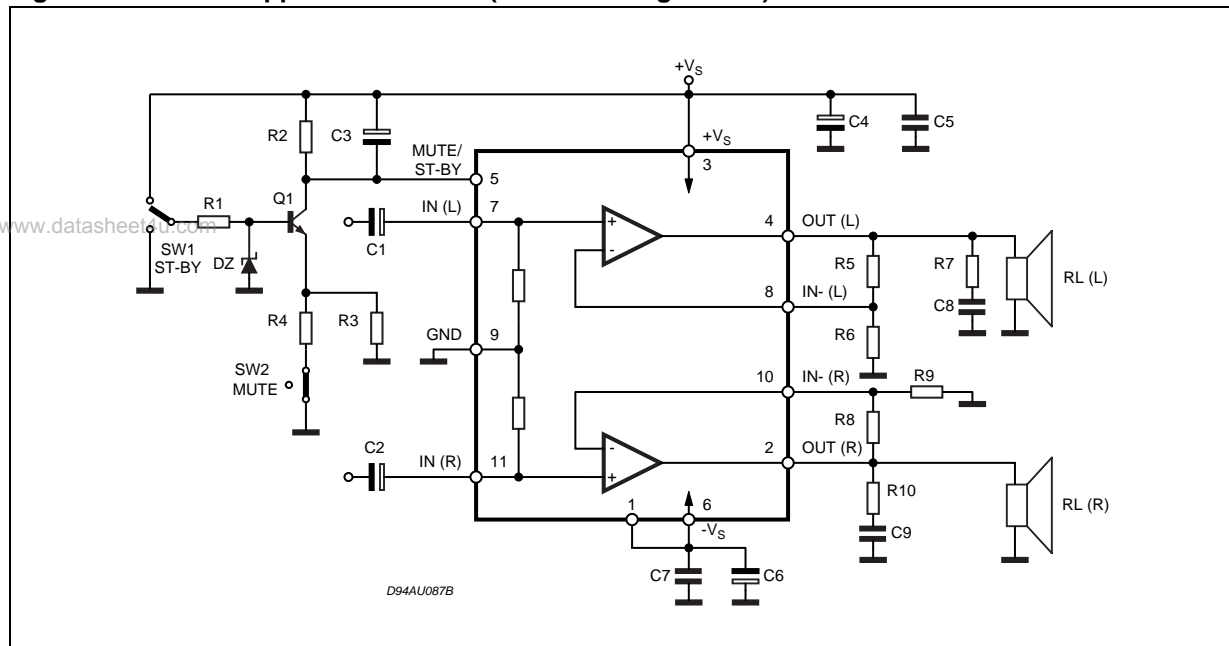 +VS
R2
C3
C4
C5
+VS
3
MUTE/
ST-BY
5
R1
Q1
IN (L)
7
4
OUT (L)
www.datasheet4u.com
C1
SW1
ST-BY
DZ
R5
R7
RL (L)
8
IN- (L)
C8
R4
R3
GND
9
R6
SW2
MUTE
10
IN- (R)
R9
R8
C2
IN (R)
11
2
OUT (R)
R10
RL (R)
1
6
-VS
C9
C7
C6
D94AU087B
+
-
-
+